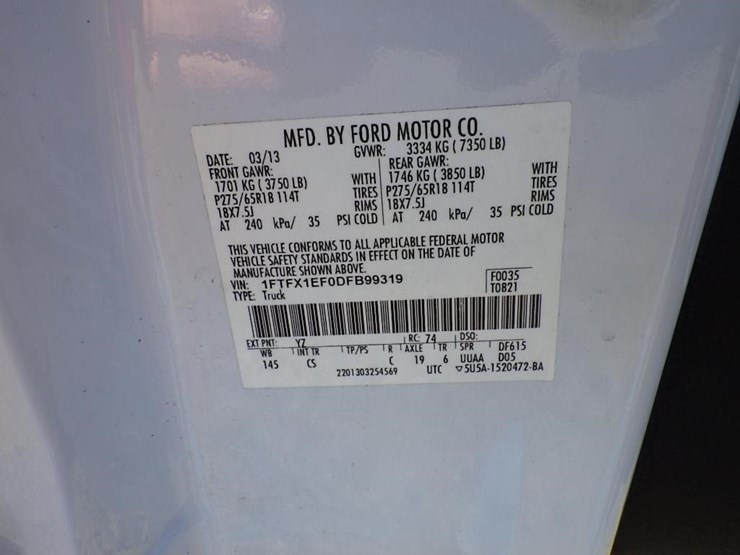 MFD. BY FORD MOTOR CO.
DATE: 03/13 GVWR: 3334 KG ( 7350 LB)
FRONT GAWR: REAR GAWR:
1701 KG ( 3750 LB) WITH 1746 KG ( 3850 LB) WITH
P275/65R18 114T TIRES P275/65R18 114T TIRES
18X7.5J RIMS 18X7.5J RIMS
AT 240 kPa/ 35 PSI COLD AT 240 kPa/ 35 PSI COLD
THIS VEHICLE CONFORMS TO ALL APPLICABLE FEDERAL MOTOR
VEHICLE SAFETY STANDARDS IN EFFECT ON THE DATE OF
MANUFACTURE SHOWN ABOVE.
VIN: 1FTFX1EF0DFB99319 F0035
TYPE: Truck T0821
EXT PNT: YZ RC: 74 DSO:
WB INT TR TP/PS R AXLE TR SPR DF615
145 CS C 19 6 UUAA D05
2201303254569 UTC ▽5U5A-1520472-BA